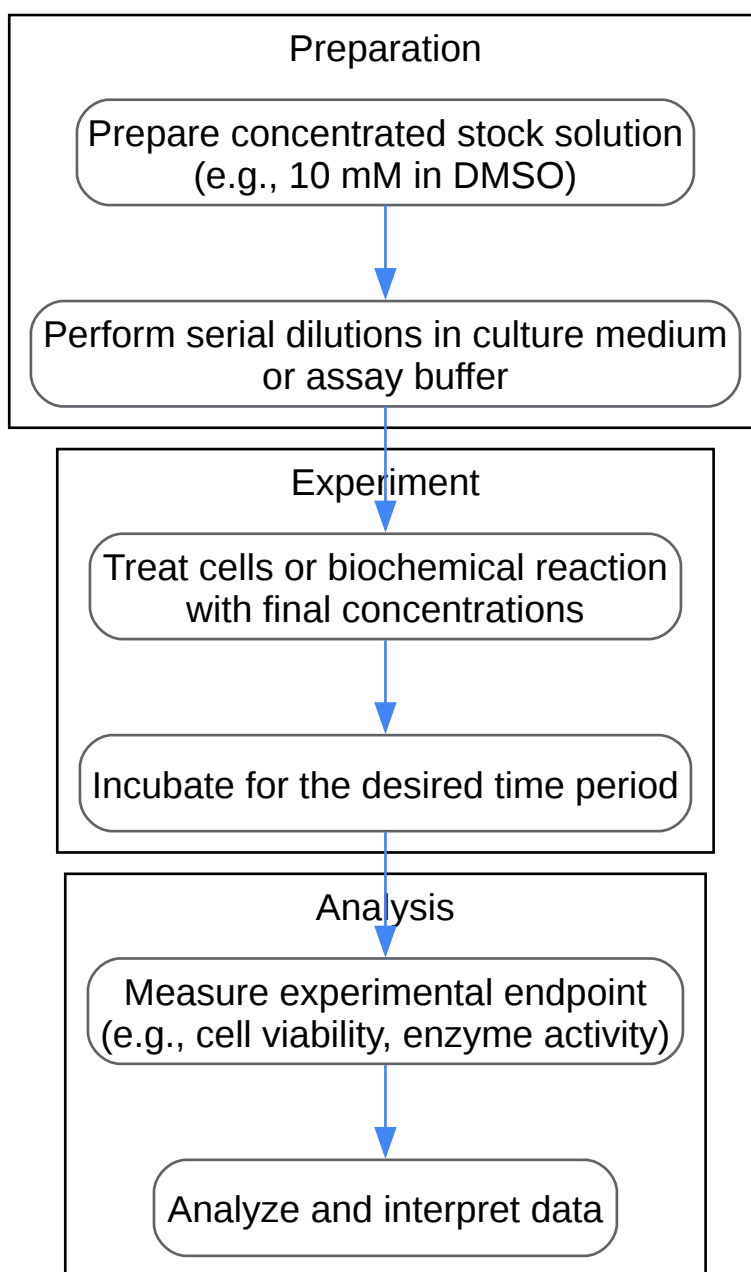 Preparation
Prepare concentrated stock solution
(e.g., 10 mM in DMSO)
Perform serial dilutions in culture medium
or assay buffer
Experiment
Treat cells or biochemical reaction
with final concentrations
Incubate for the desired time period
Analysis
Measure experimental endpoint
(e.g., cell viability, enzyme activity)
Analyze and interpret data